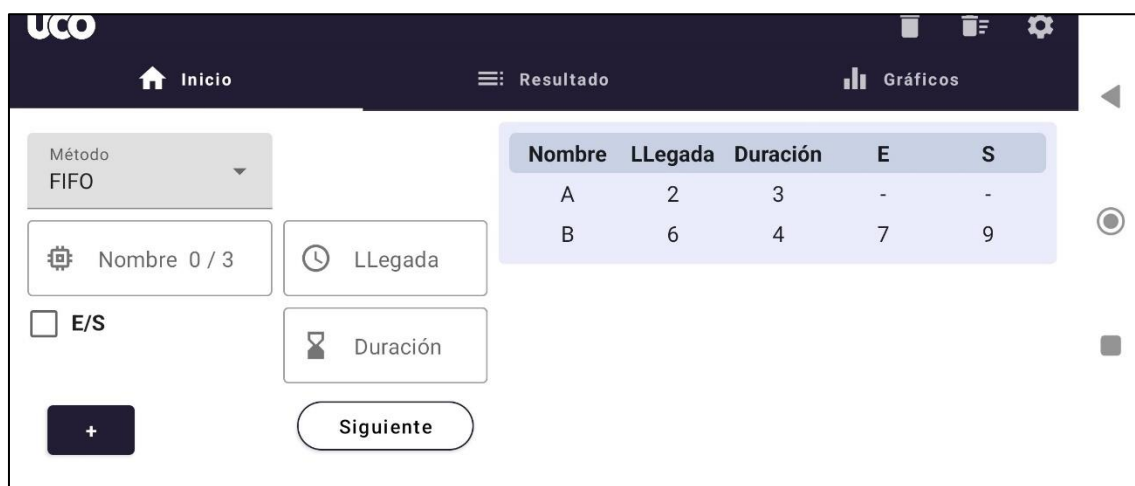 UCO
Inicio
Resultado
Gráficos
Método
FIFO
Nombre 0 / 3
LLegada
E/S
Duración
+
Siguiente
Nombre LLegada Duración E S
A 2 3 - -
B 6 4 7 9